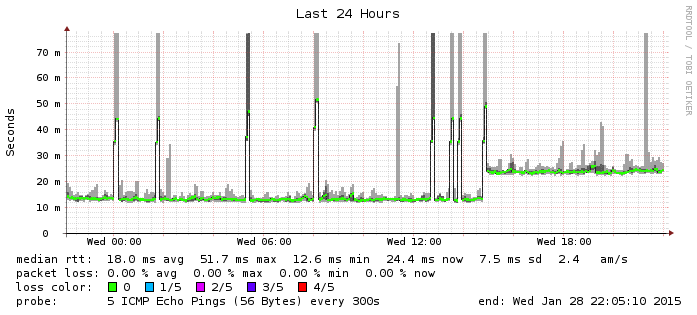 Last 24 Hours
RRDTOOL / TOBI OETIKER
Seconds
70 m
60 m
50 m
40 m
30 m
20 m
10 m
0
Wed 00:00 Wed 06:00 Wed 12:00 Wed 18:00
median rtt: 18.0 ms avg 51.7 ms max 12.6 ms min 24.4 ms now 7.5 ms sd 2.4 am/s
packet loss: 0.00 % avg 0.00 % max 0.00 % min 0.00 % now
loss color: 0 1/5 2/5 3/5 4/5
probe: 5 ICMP Echo Pings (56 Bytes) every 300s end: Wed Jan 28 22:05:10 2015